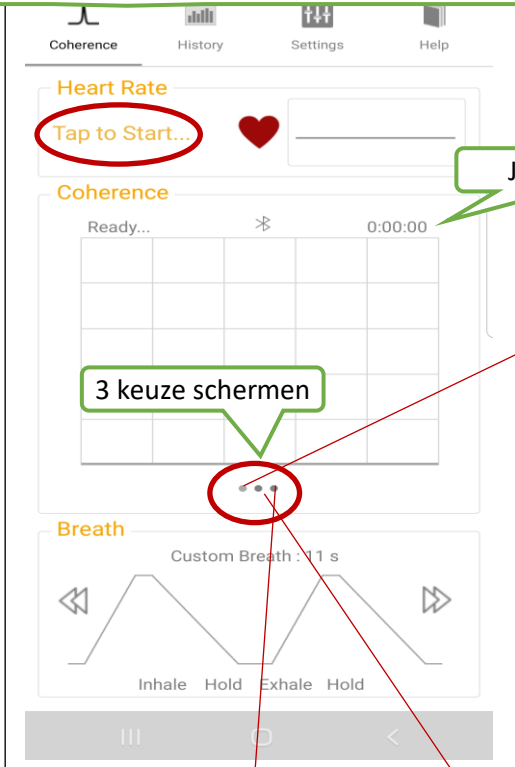 Coherence History Settings Help
Heart Rate
Tap to Start...
Coherence
J
Ready... 0:00:00
3 keuze schermen
Breath
Custom Breath : 11 s
Inhale Hold Exhale Hold